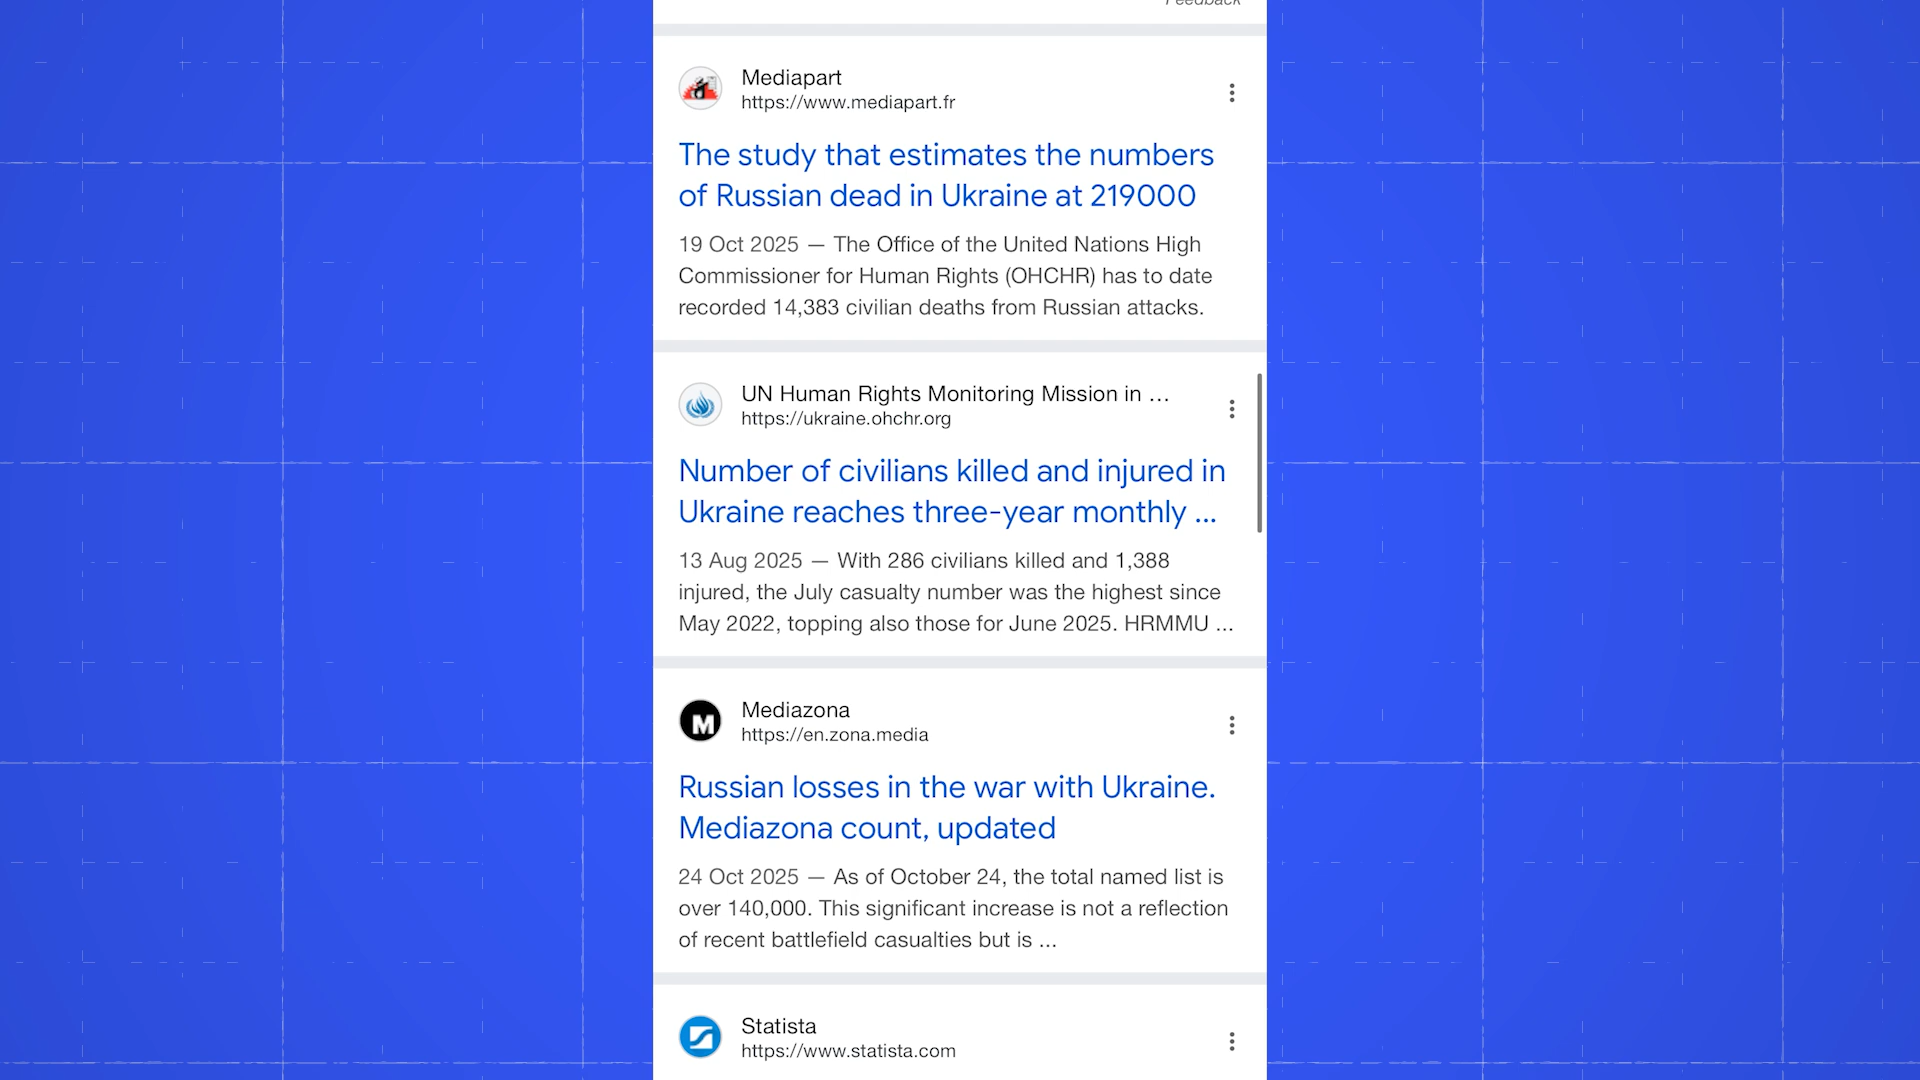 Feedback
Mediapart
https://www.mediapart.fr
The study that estimates the numbers
of Russian dead in Ukraine at 219000
19 Oct 2025 — The Office of the United Nations High
Commissioner for Human Rights (OHCHR) has to date
recorded 14,383 civilian deaths from Russian attacks.
UN Human Rights Monitoring Mission in ...
https://ukraine.ohchr.org
Number of civilians killed and injured in
Ukraine reaches three-year monthly ...
13 Aug 2025 — With 286 civilians killed and 1,388
injured, the July casualty number was the highest since
May 2022, topping also those for June 2025. HRMMU ...
M
Mediazona
https://en.zona.media
Russian losses in the war with Ukraine.
Mediazona count, updated
24 Oct 2025 — As of October 24, the total named list is
over 140,000. This significant increase is not a reflection
of recent battlefield casualties but is ...
Statista
https://www.statista.com